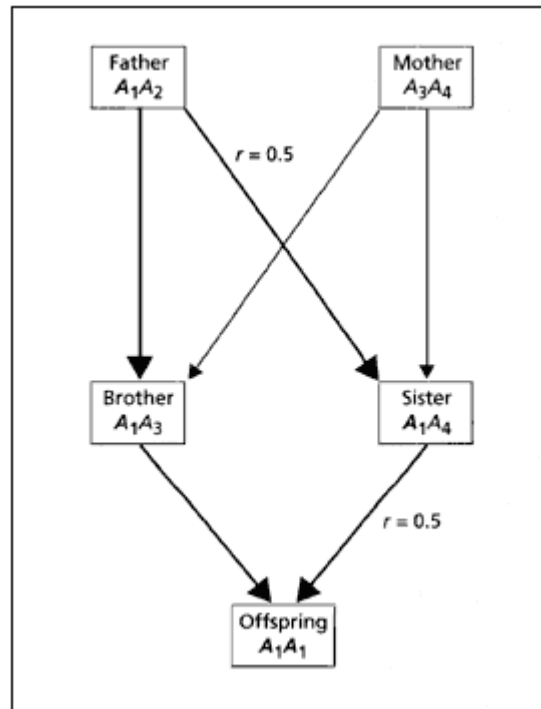 Father
A₁A₂
Mother
A₃A₄
r = 0.5
Brother
A₁A₃
Sister
A₁A₄
r = 0.5
Offspring
A₁A₁